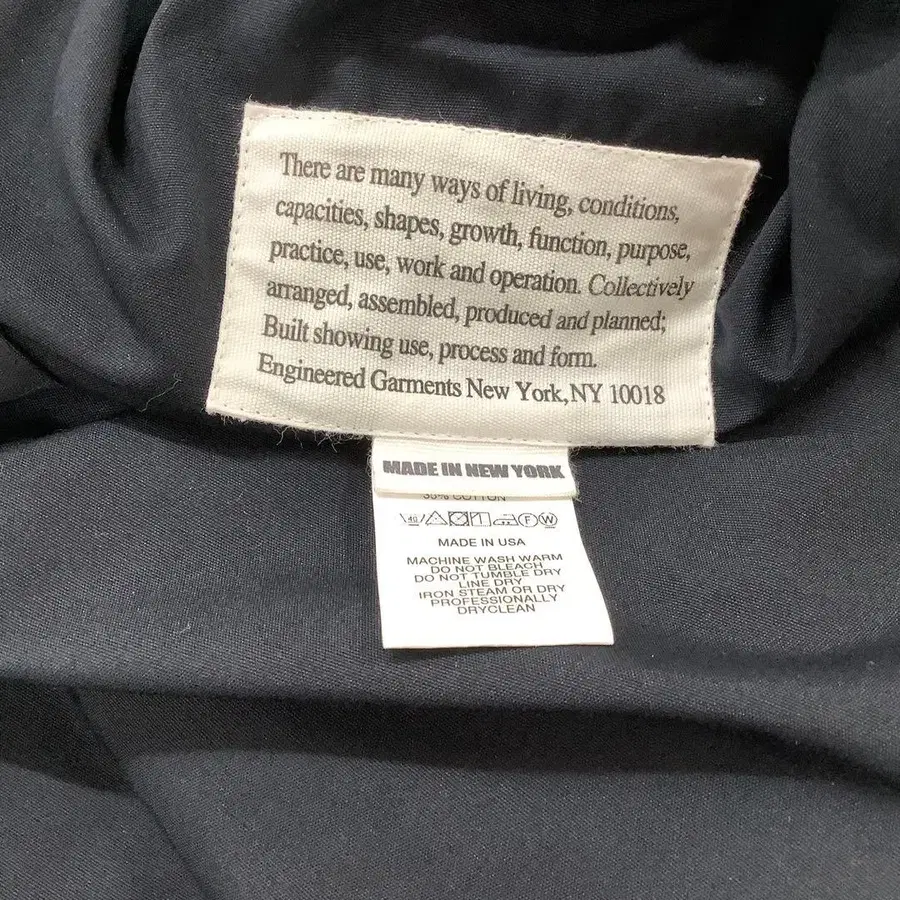 There are many ways of living, conditions,
capacities, shapes, growth, function, purpose,
practice, use, work and operation. Collectively
arranged, assembled, produced and planned;
Built showing use, process and form.
Engineered Garments New York, NY 10018
MADE IN NEW YORK
COTTON
40 F W
MADE IN USA
MACHINE WASH WARM
DO NOT BLEACH
DO NOT TUMBLE DRY
LINE DRY
IRON STEAM OR DRY
PROFESSIONALLY
DRYCLEAN